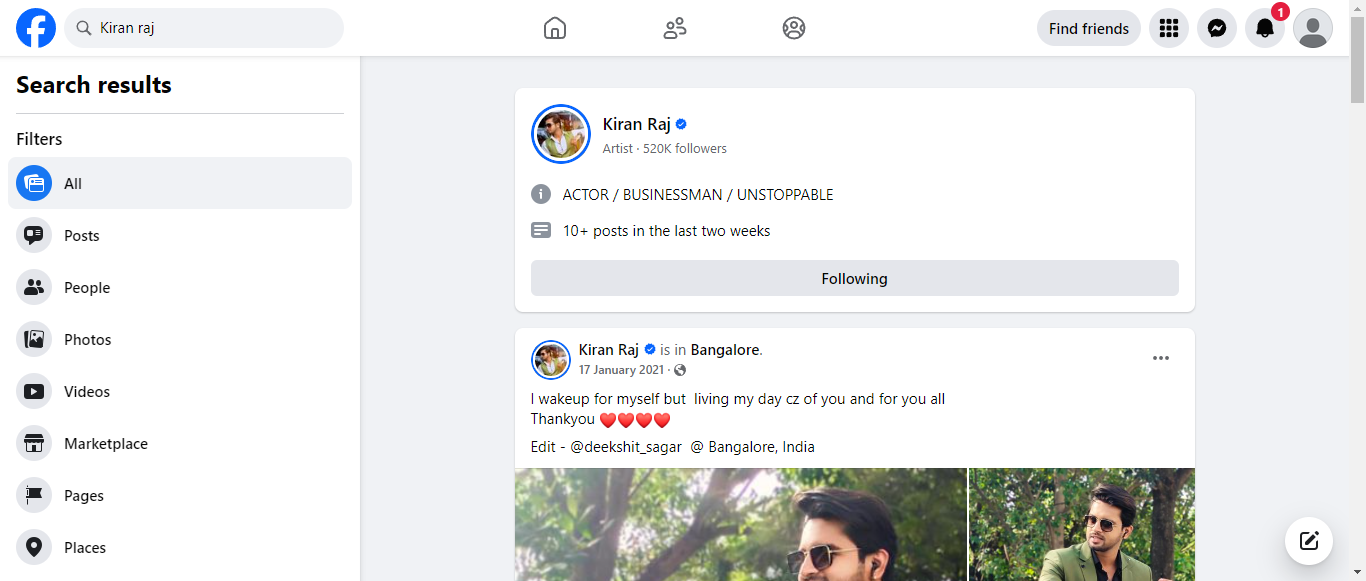 Kiran raj
Find friends
1
Search results
Filters
All
Posts
People
Photos
Videos
Marketplace
Pages
Places
Kiran Raj
Artist · 520K followers
ACTOR / BUSINESSMAN / UNSTOPPABLE
10+ posts in the last two weeks
Following
Kiran Raj is in Bangalore.
17 January 2021 ·
I wakeup for myself but living my day cz of you and for you all
Thankyou ❤️❤️❤️❤️
Edit - @deekshit_sagar @ Bangalore, India